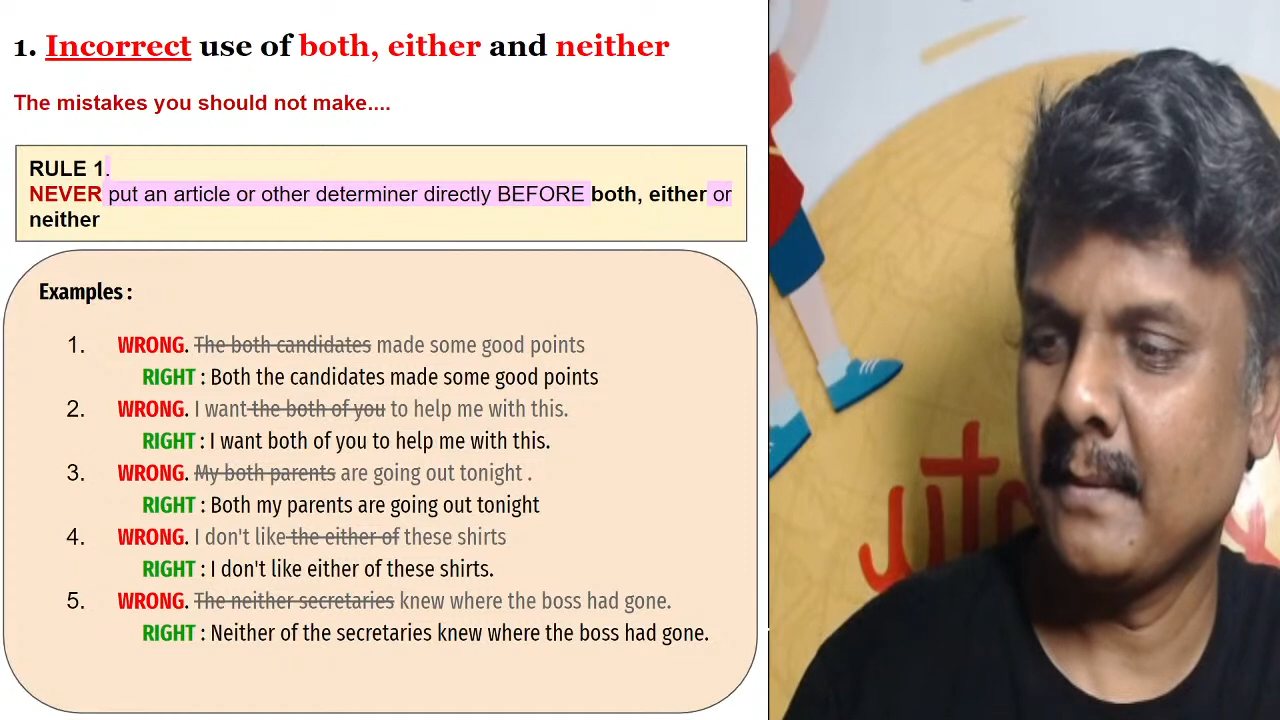 1. Incorrect use of both, either and neither
The mistakes you should not make....
RULE 1.
NEVER put an article or other determiner directly BEFORE both, either or
neither
Examples :
1. WRONG. The both candidates made some good points
RIGHT : Both the candidates made some good points
2. WRONG. I want the both of you to help me with this.
RIGHT : I want both of you to help me with this.
3. WRONG. My both parents are going out tonight .
RIGHT : Both my parents are going out tonight
4. WRONG. I don't like the either of these shirts
RIGHT : I don't like either of these shirts.
5. WRONG. The neither secretaries knew where the boss had gone.
RIGHT : Neither of the secretaries knew where the boss had gone.